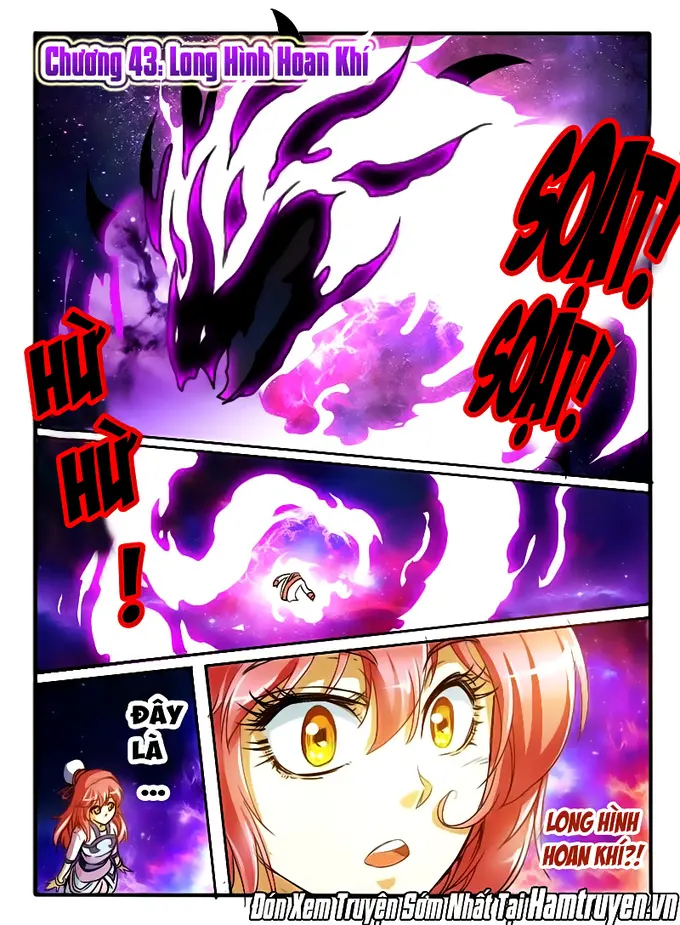 Chương 43: Long Hình Hoan Khí
SOẠT!
SOẠT!
HỪ
HỪ
!
ĐÂY
LÀ
...
LONG HÌNH
HOAN KHÍ?!
Đón Xem Truyện Sớm Nhất Tại Hamtruyen.vn